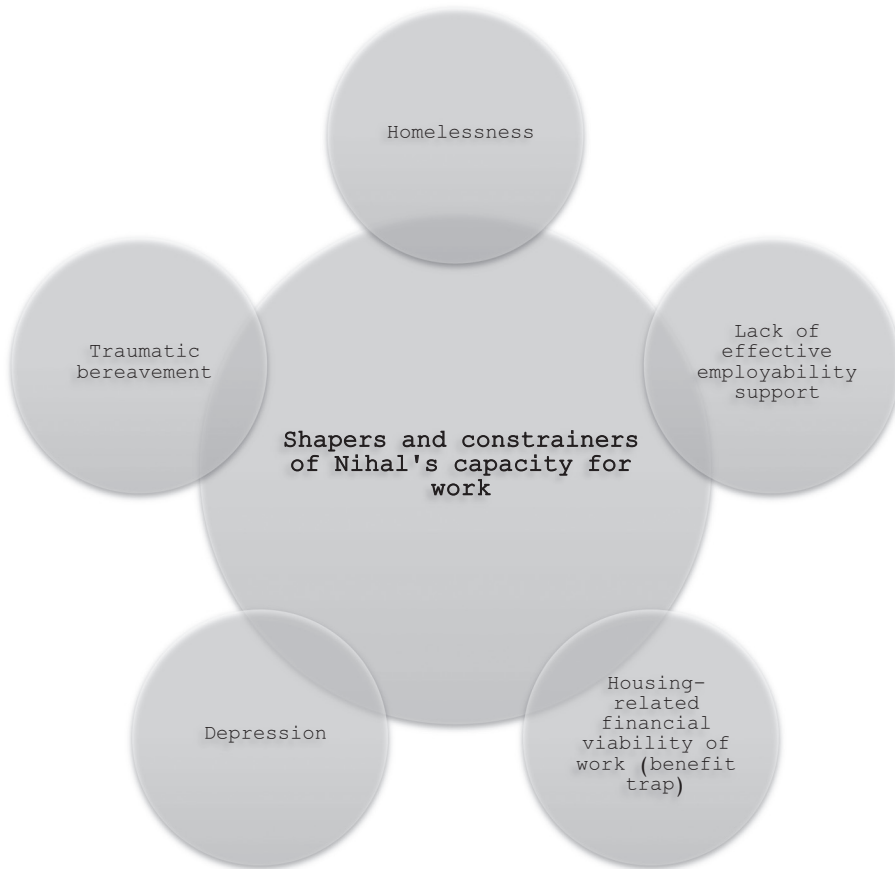 Homelessness
Traumatic
bereavement
Lack of
effective
employability
support
Shapers and constrainers
of Nihal's capacity for
work
Depression
Housing-
related
financial
viability of
work (benefit
trap)